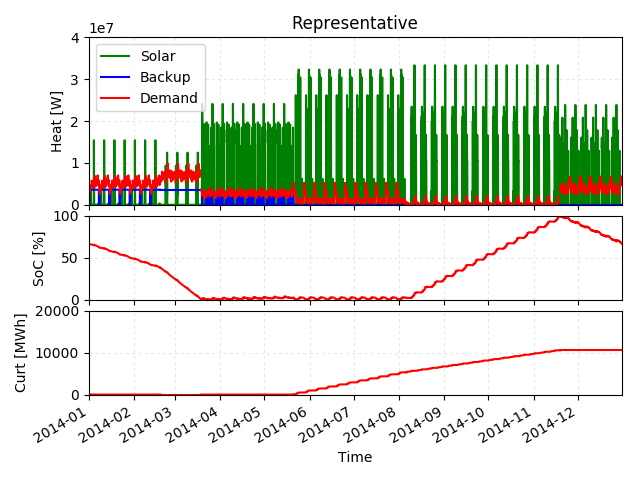 Representative
1e7
4
3
2
1
0
Heat [W]
Solar
Backup
Demand
100
50
0
SoC [%]
20000
10000
0
Curt [MWh]
2014-01
2014-02
2014-03
2014-04
2014-05
2014-06
2014-07
2014-08
2014-09
2014-10
2014-11
2014-12
Time